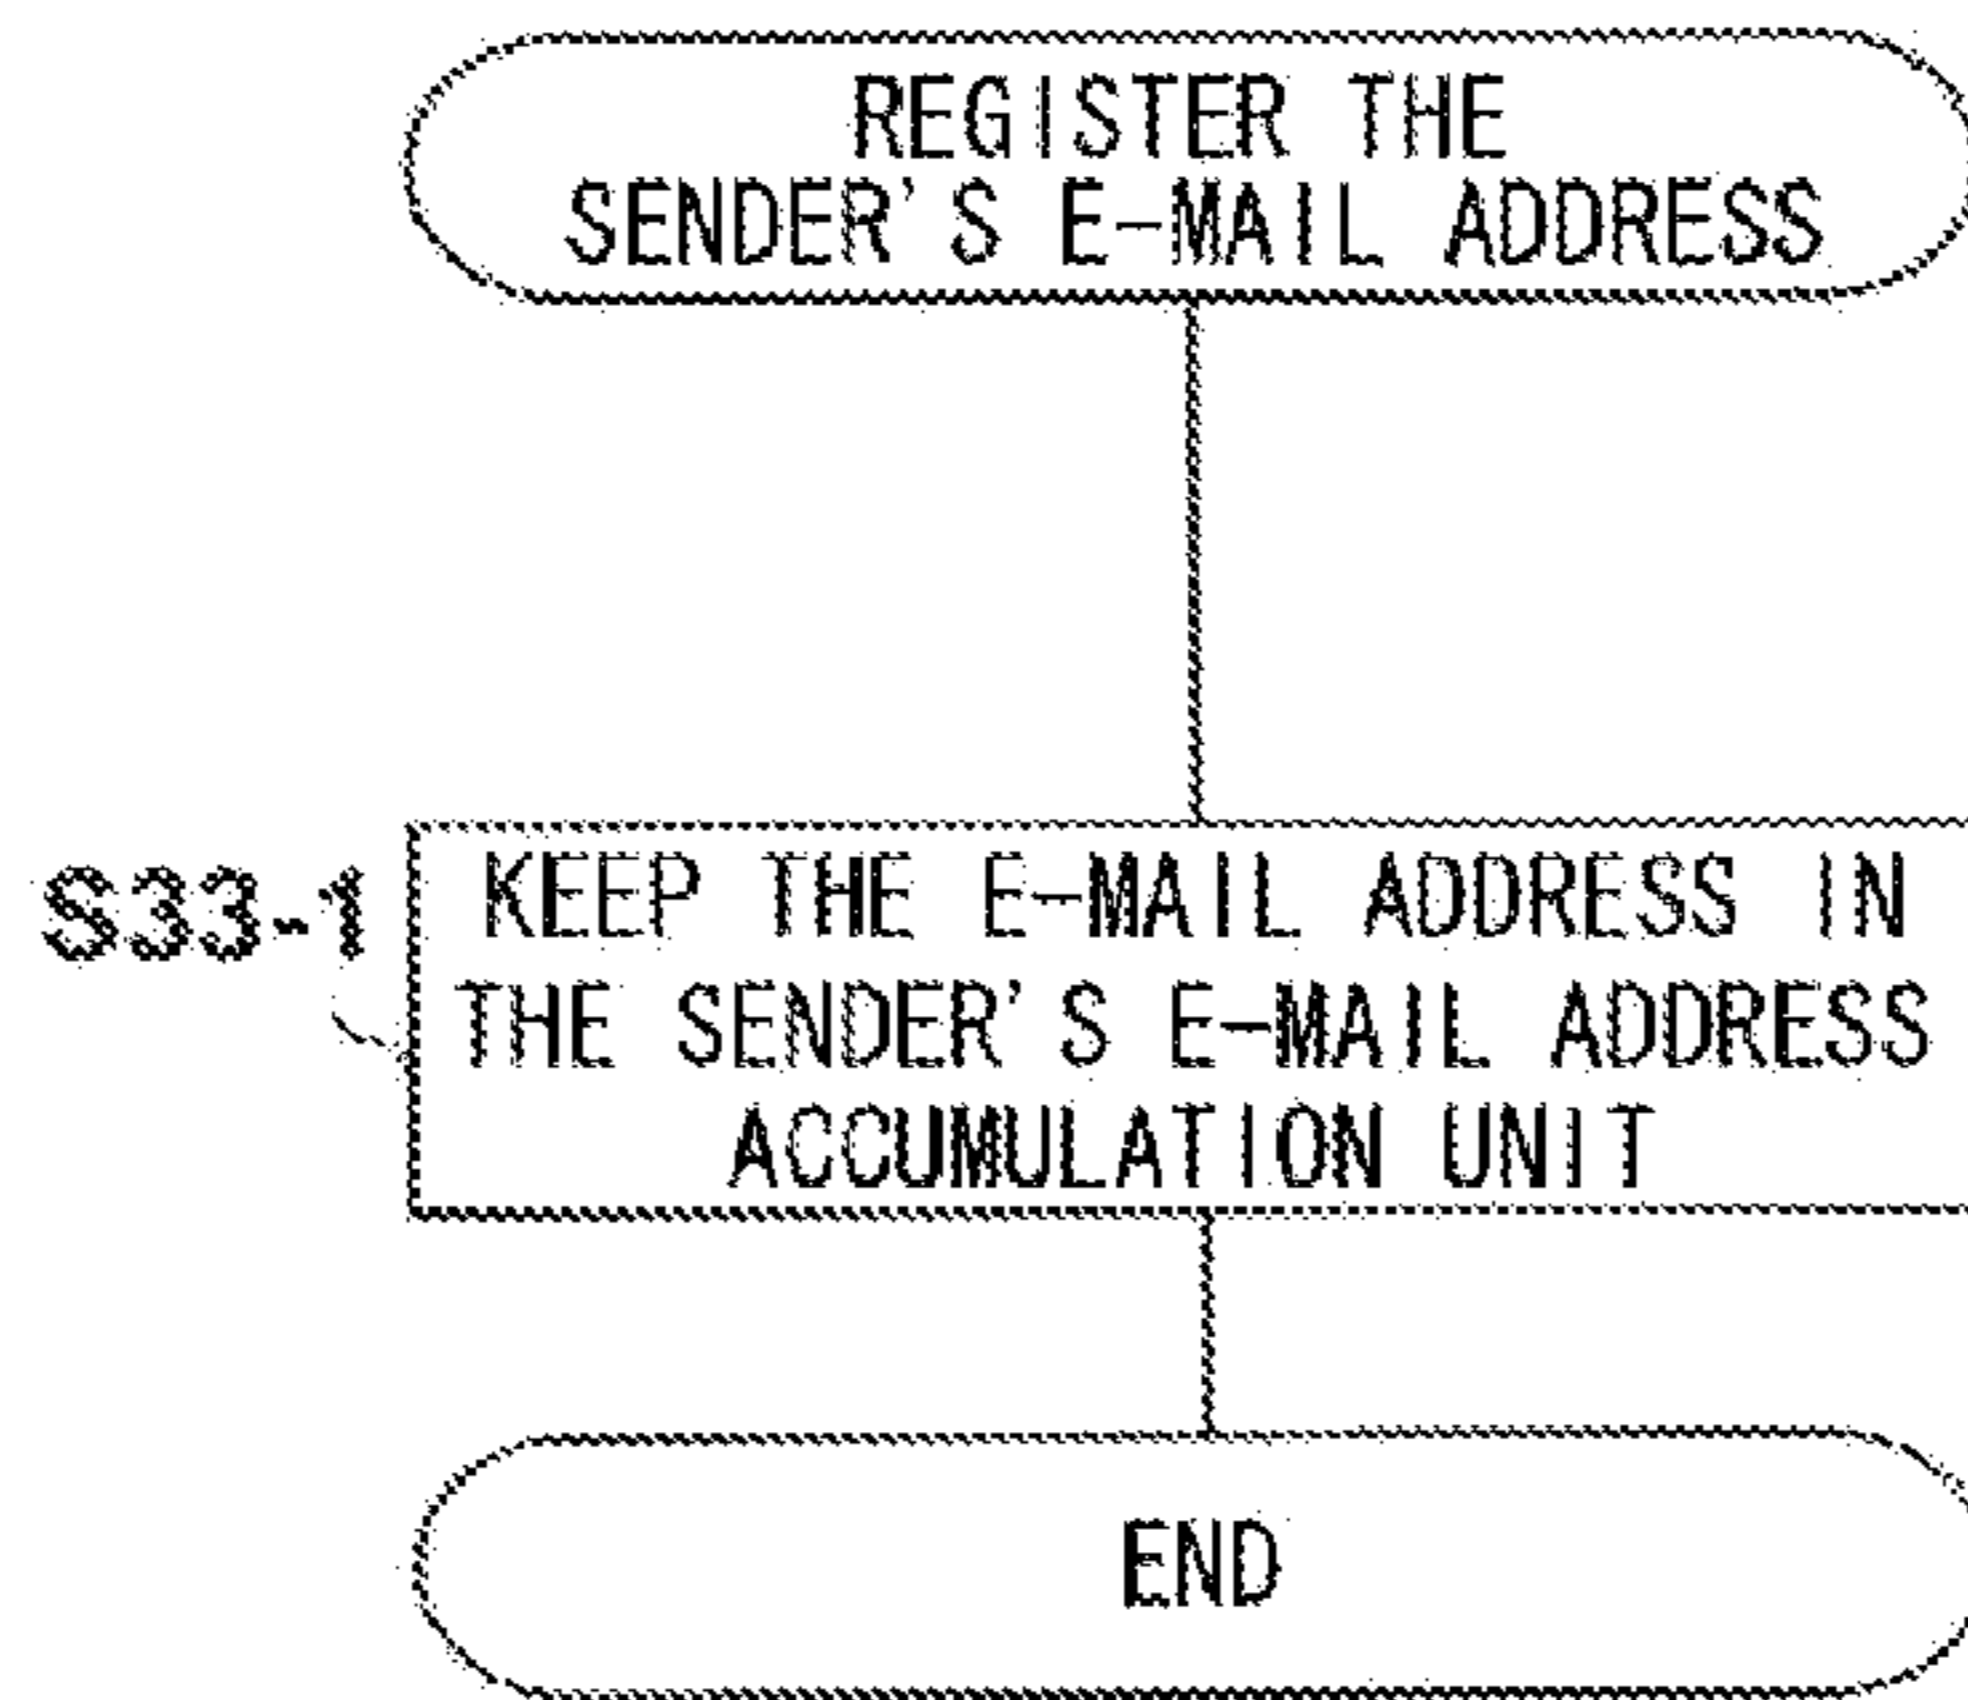 REGISTER THE
SENDER'S E-MAIL ADDRESS
S33-1
KEEP THE E-MAIL ADDRESS IN
THE SENDER'S E-MAIL ADDRESS
ACCUMULATION UNIT
END